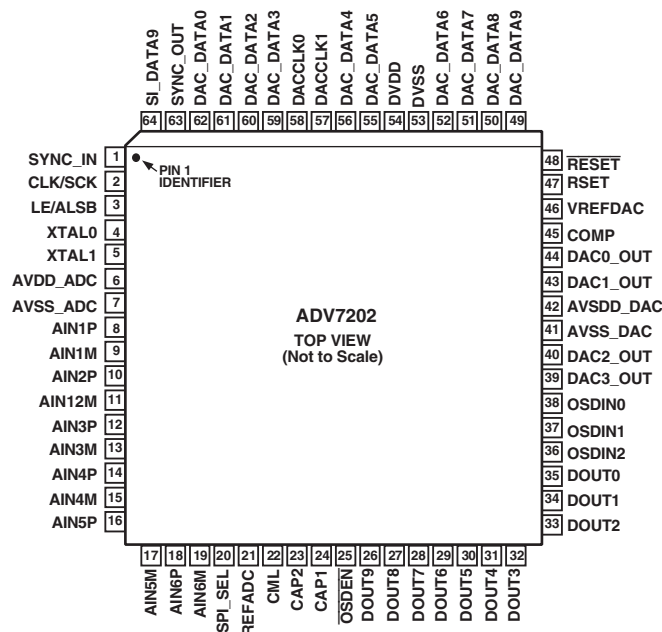 SI_DATA9
SYNC_OUT
DAC_DATA0
DAC_DATA1
DAC_DATA2
DAC_DATA3
DACCLK0
DACCLK1
DAC_DATA4
DAC_DATA5
DVDD
DVSS
DAC_DATA6
DAC_DATA7
DAC_DATA8
DAC_DATA9
64 63 62 61 60 59 58 57 56 55 54 53 52 51 50 49
SYNC_IN 1
CLK/SCK 2
LE/ALSB 3
XTAL0 4
XTAL1 5
AVDD_ADC 6
AVSS_ADC 7
AIN1P 8
AIN1M 9
AIN2P 10
AIN12M 11
AIN3P 12
AIN3M 13
AIN4P 14
AIN4M 15
AIN5P 16
PIN 1
IDENTIFIER
ADV7202
TOP VIEW
(Not to Scale)
48 RESET
47 RSET
46 VREFDAC
45 COMP
44 DAC0_OUT
43 DAC1_OUT
42 AVSDD_DAC
41 AVSS_DAC
40 DAC2_OUT
39 DAC3_OUT
38 OSDIN0
37 OSDIN1
36 OSDIN2
35 DOUT0
34 DOUT1
33 DOUT2
17 18 19 20 21 22 23 24 25 26 27 28 29 30 31 32
AIN5M
AIN6P
AIN6M
SPI_SEL
REFADC
CML
CAP2
CAP1
OSDEN
DOUT9
DOUT8
DOUT7
DOUT6
DOUT5
DOUT4
DOUT3